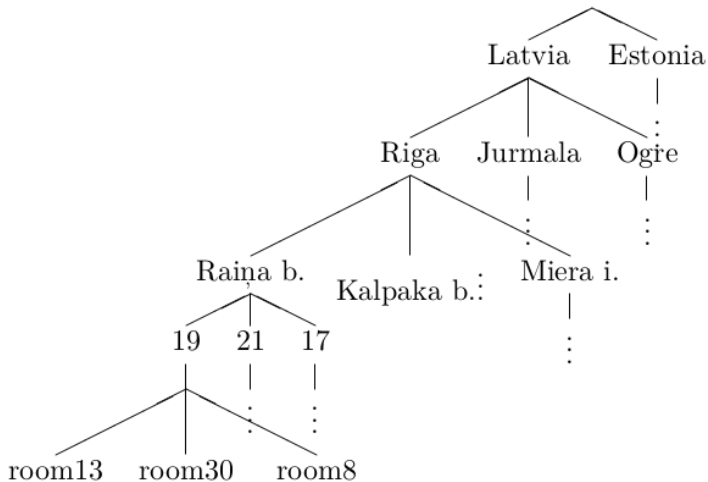 Latvia Estonia
Riga Jurmala Ogre
Raiņa b. Kalpaka b. Miera i.
19 21 17
room13 room30 room8